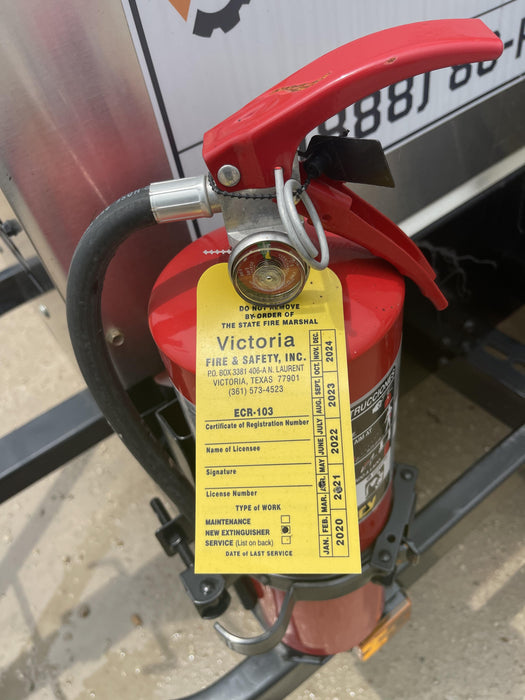 (888)
DO NOT REMOVE
BY ORDER OF
THE STATE FIRE MARSHAL
Victoria
FIRE & SAFETY, INC.
P.O. BOX 3381 406-A N. LAURENT
VICTORIA, TEXAS 77901
(361) 573-4523
ECR-103
Certificate of Registration Number
Name of Licensee
Signature
License Number
TYPE of WORK
MAINTENANCE
NEW EXTINGUISHER
SERVICE (List on back)
DATE of LAST SERVICE
JAN. FEB. MAR. APR. MAY JUNE JULY AUG. SEPT. OCT. NOV. DEC.
2020 2021 2022 2023 2024